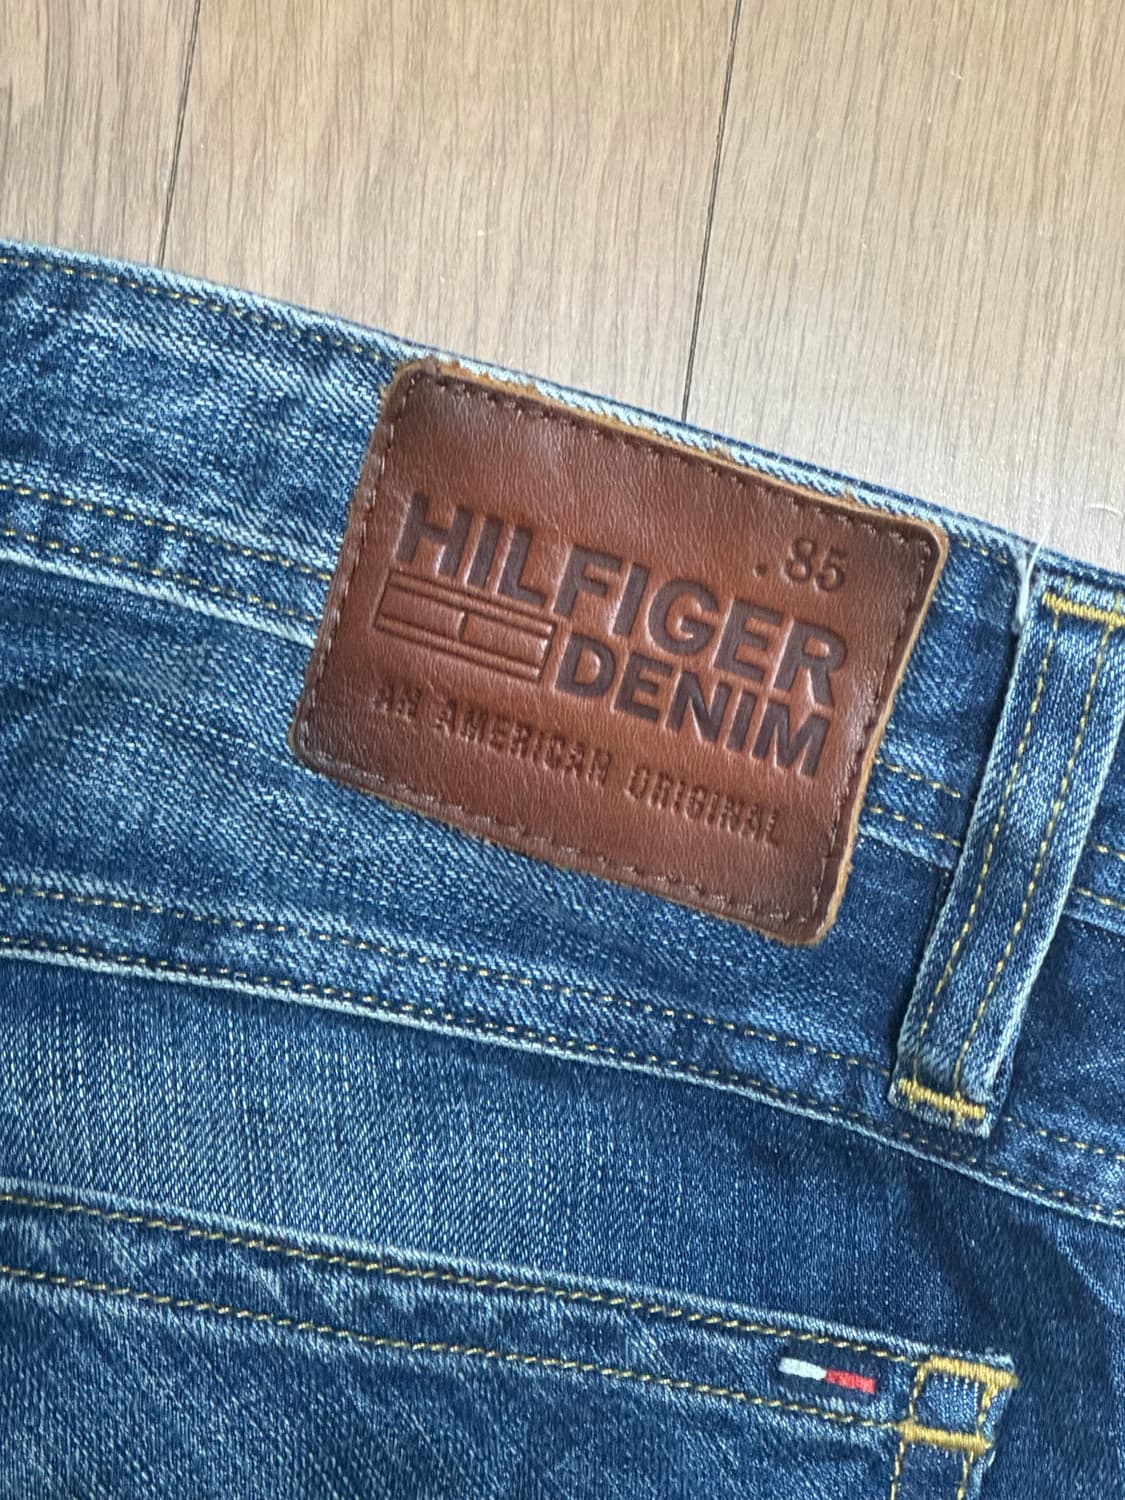 .85
HILFIGER
DENIM
AN AMERICAN ORIGINAL